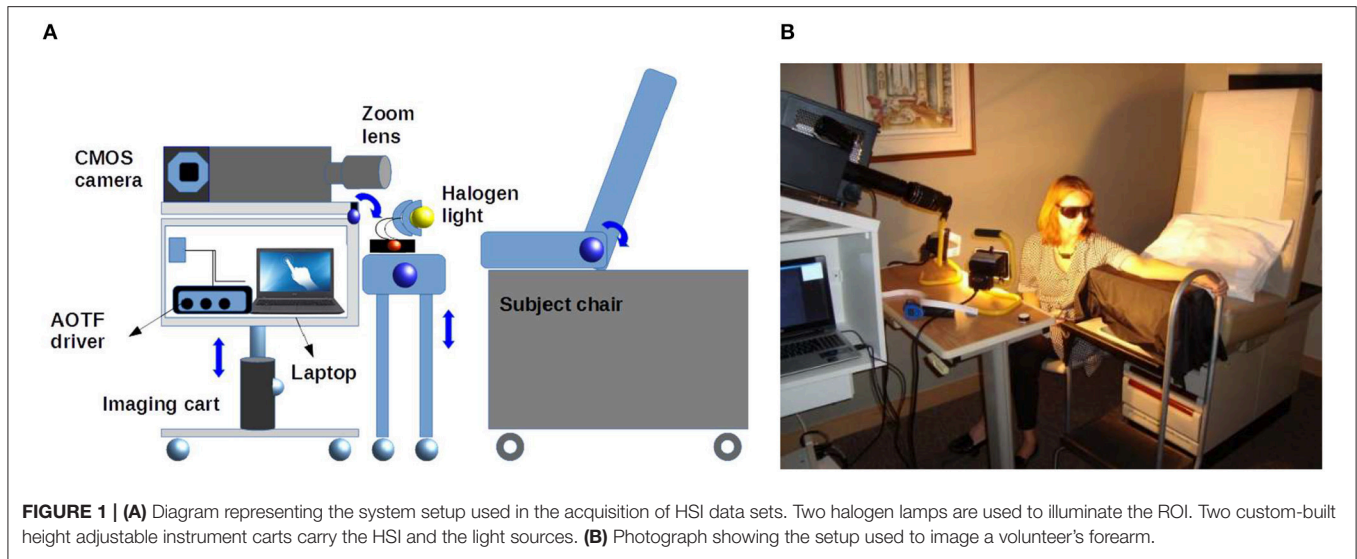 A
B
Zoom
lens
CMOS
camera
Halogen
light
AOTF
driver
Subject chair
Laptop
Imaging cart
FIGURE 1 | (A) Diagram representing the system setup used in the acquisition of HSI data sets. Two halogen lamps are used to illuminate the ROI. Two custom-built
height adjustable instrument carts carry the HSI and the light sources. (B) Photograph showing the setup used to image a volunteer's forearm.